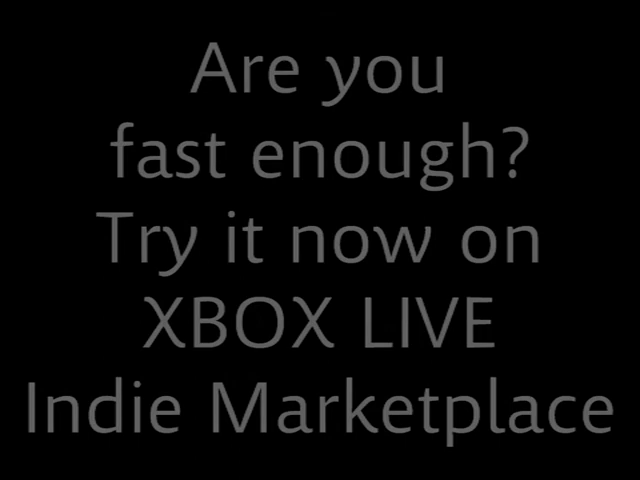 Are you
fast enough?
Try it now on
XBOX LIVE
Indie Marketplace